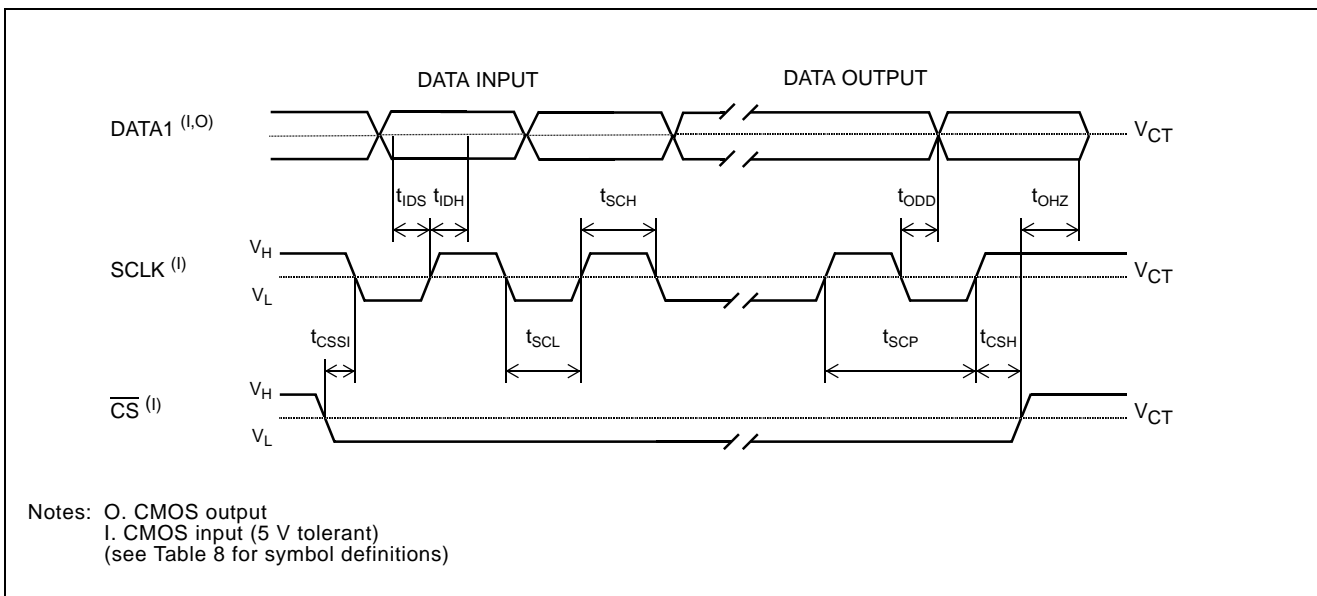 DATA INPUT DATA OUTPUT
DATA1 (I,O) VCT
tIDS tIDH tSCH tODD tOHZ
VH
SCLK (I) VCT
VL
tCSSI tSCL tSCP tCSH
VH
CS (I) VCT
VL
Notes: O. CMOS output
I. CMOS input (5 V tolerant)
(see Table 8 for symbol definitions)